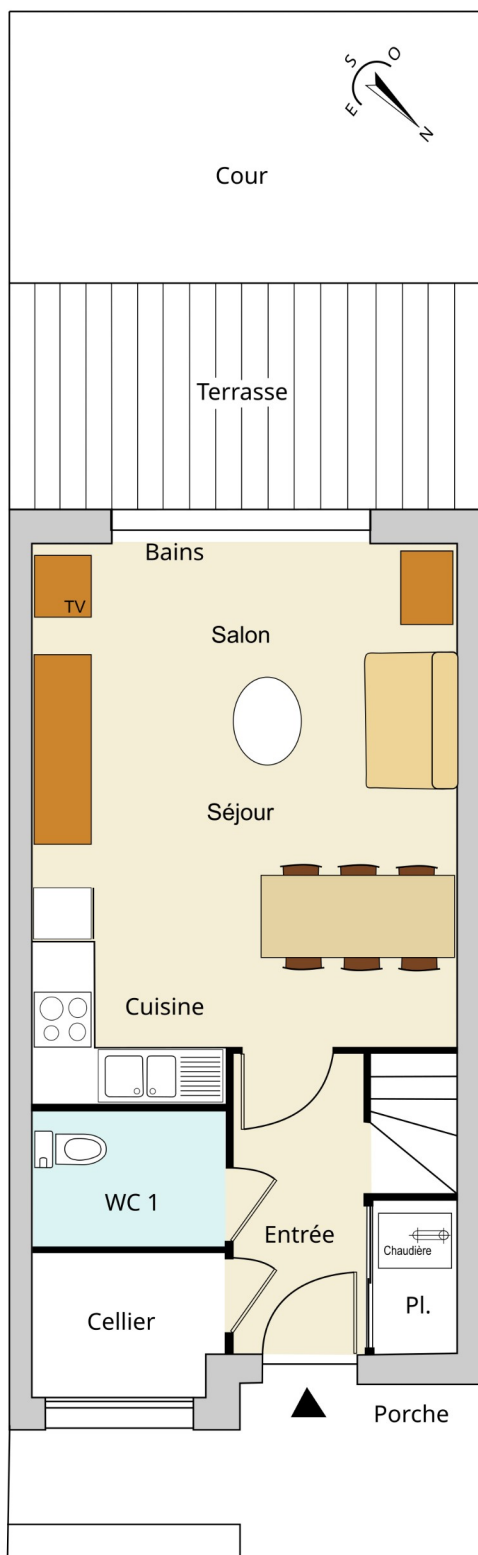 S
O
E
N
Cour
Terrasse
Bains
TV
Salon
Séjour
Cuisine
WC 1
Entrée
Chaudière
Cellier
Pl.
Porche